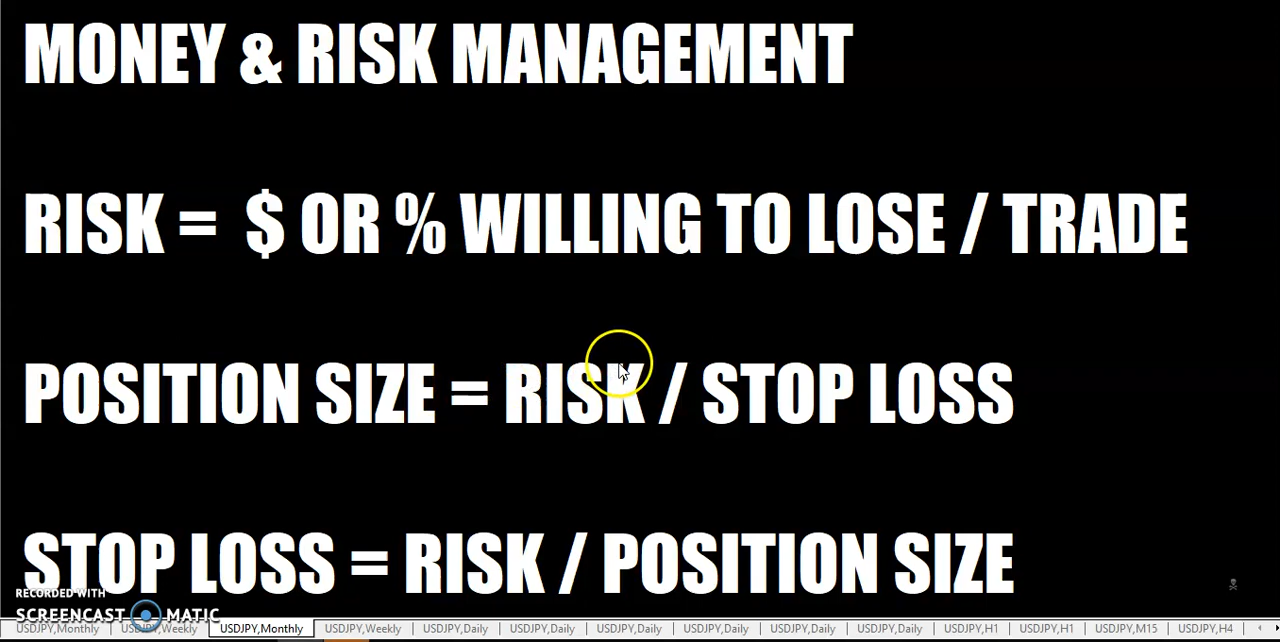 MONEY & RISK MANAGEMENT
RISK = $ OR % WILLING TO LOSE / TRADE
POSITION SIZE = RISK / STOP LOSS
STOP LOSS = RISK / POSITION SIZE
RECORDED WITH
SCREENCAST MATIC
USDJPY,Monthly USDJPY,Weekly USDJPY,Monthly USDJPY,Weekly USDJPY,Daily USDJPY,Daily USDJPY,Daily USDJPY,Daily USDJPY,Daily USDJPY,Daily USDJPY,H1 USDJPY,H1 USDJPY,M15 USDJPY,H4